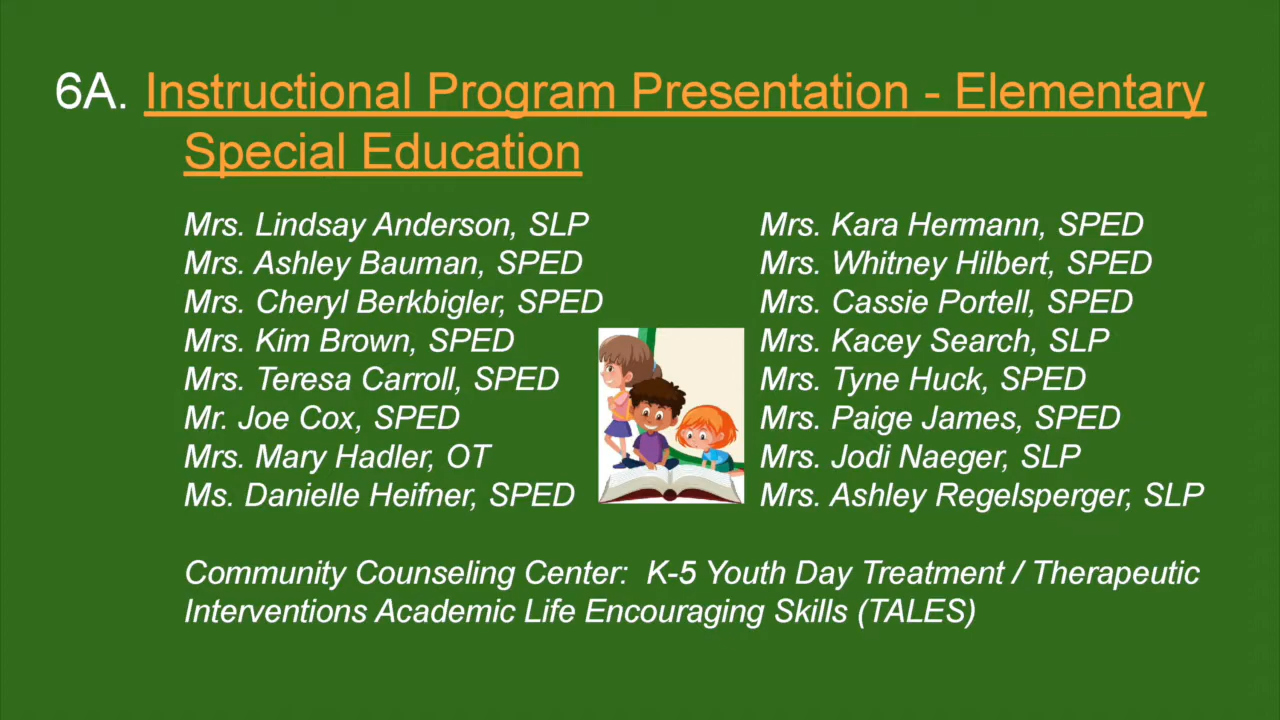 6A. Instructional Program Presentation - Elementary
Special Education
Mrs. Lindsay Anderson, SLP
Mrs. Ashley Bauman, SPED
Mrs. Cheryl Berkbigler, SPED
Mrs. Kim Brown, SPED
Mrs. Teresa Carroll, SPED
Mr. Joe Cox, SPED
Mrs. Mary Hadler, OT
Ms. Danielle Heifner, SPED
Mrs. Kara Hermann, SPED
Mrs. Whitney Hilbert, SPED
Mrs. Cassie Portell, SPED
Mrs. Kacey Search, SLP
Mrs. Tyne Huck, SPED
Mrs. Paige James, SPED
Mrs. Jodi Naeger, SLP
Mrs. Ashley Regelsperger, SLP
Community Counseling Center:  K-5 Youth Day Treatment / Therapeutic
Interventions Academic Life Encouraging Skills (TALES)